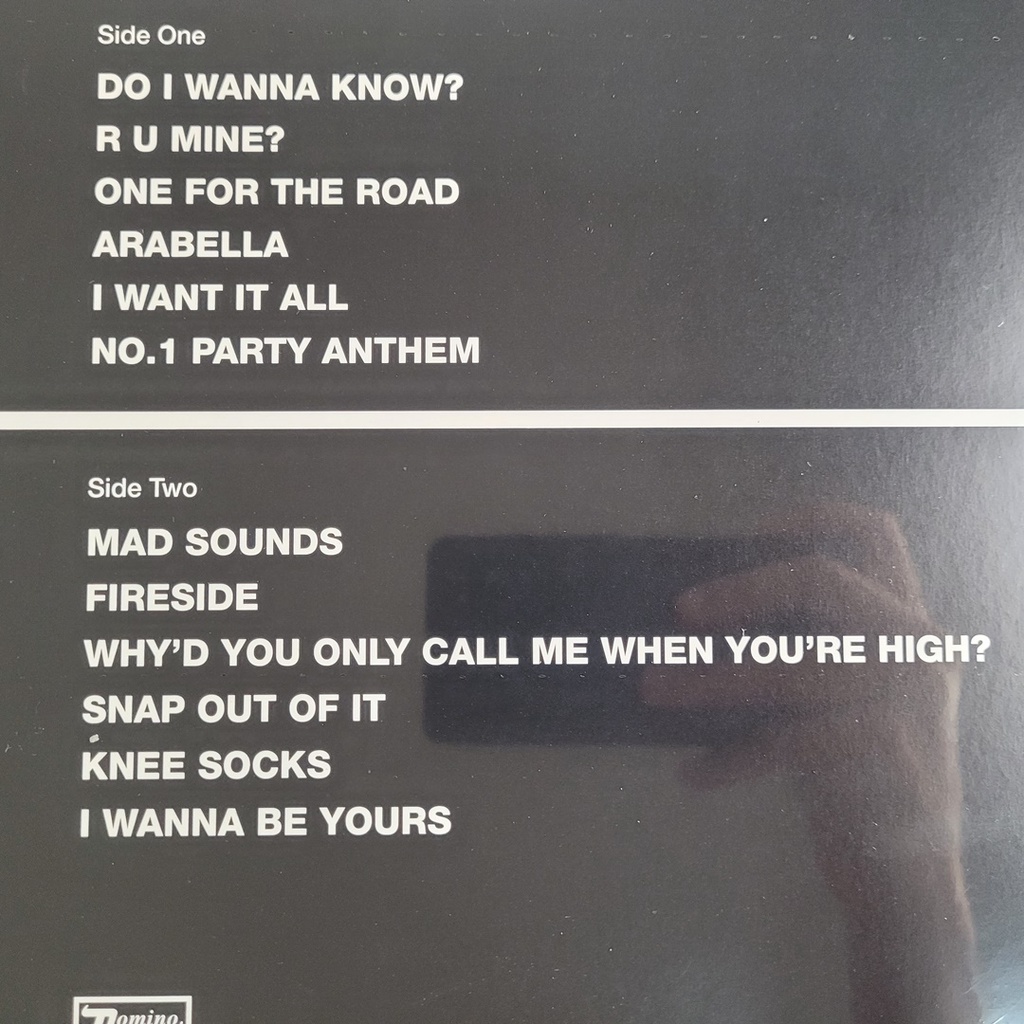 Side One
DO I WANNA KNOW?
R U MINE?
ONE FOR THE ROAD
ARABELLA
I WANT IT ALL
NO.1 PARTY ANTHEM
Side Two
MAD SOUNDS
FIRESIDE
WHY'D YOU ONLY CALL ME WHEN YOU'RE HIGH?
SNAP OUT OF IT
KNEE SOCKS
I WANNA BE YOURS
Domino.